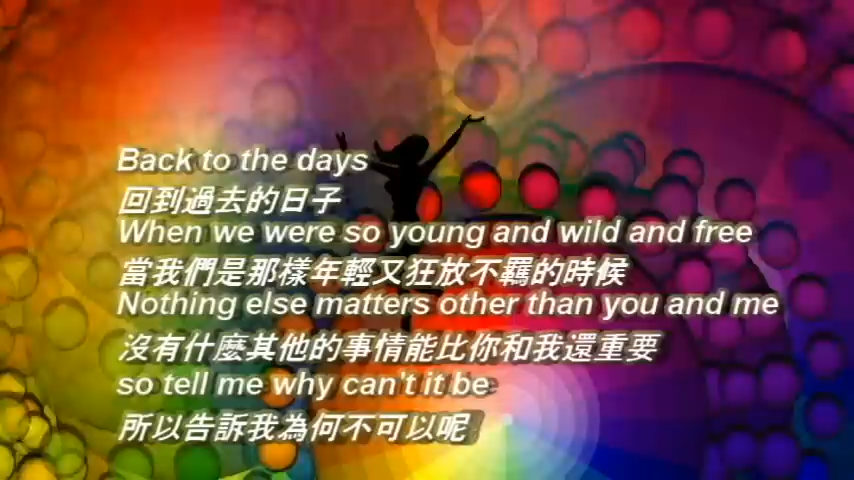 Back to the days
回到過去的日子
When we were so young and wild and free
當我們是那樣年輕又狂放不羈的時候
Nothing else matters other than you and me
沒有什麼其他的事情能比你和我還重要
so tell me why can't it be
所以告訴我為何不可以呢